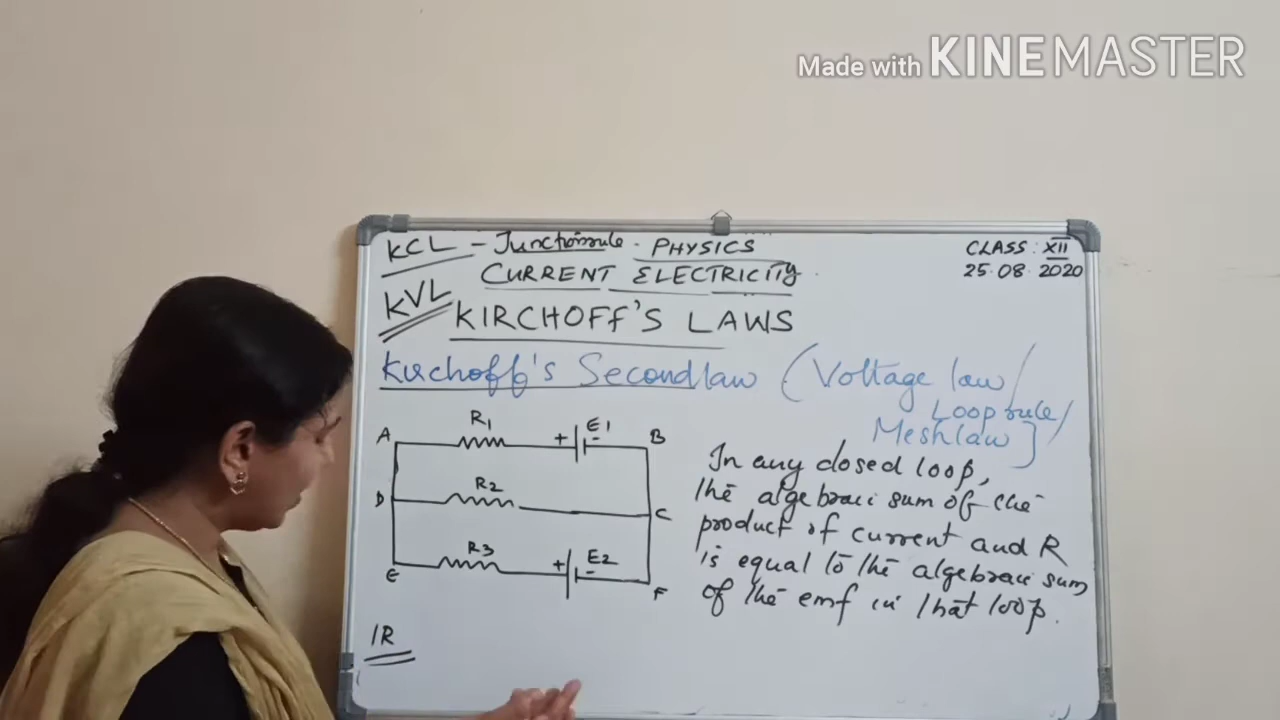 Made with KINEMASTER
KCL - Junction rule. PHYSICS
CLASS: XII
CURRENT ELECTRICITY
25.08.2020
KVL KIRCHOFF'S LAWS
Kirchoff's Second law (Voltage law/
Loop rule/
Mesh law]
R1
A + E1 - B
R2
D C
R3
E + E2 - F
In any closed loop,
the algebraic sum of the
product of current and R
is equal to the algebraic sum
of the emf in that loop.
IR